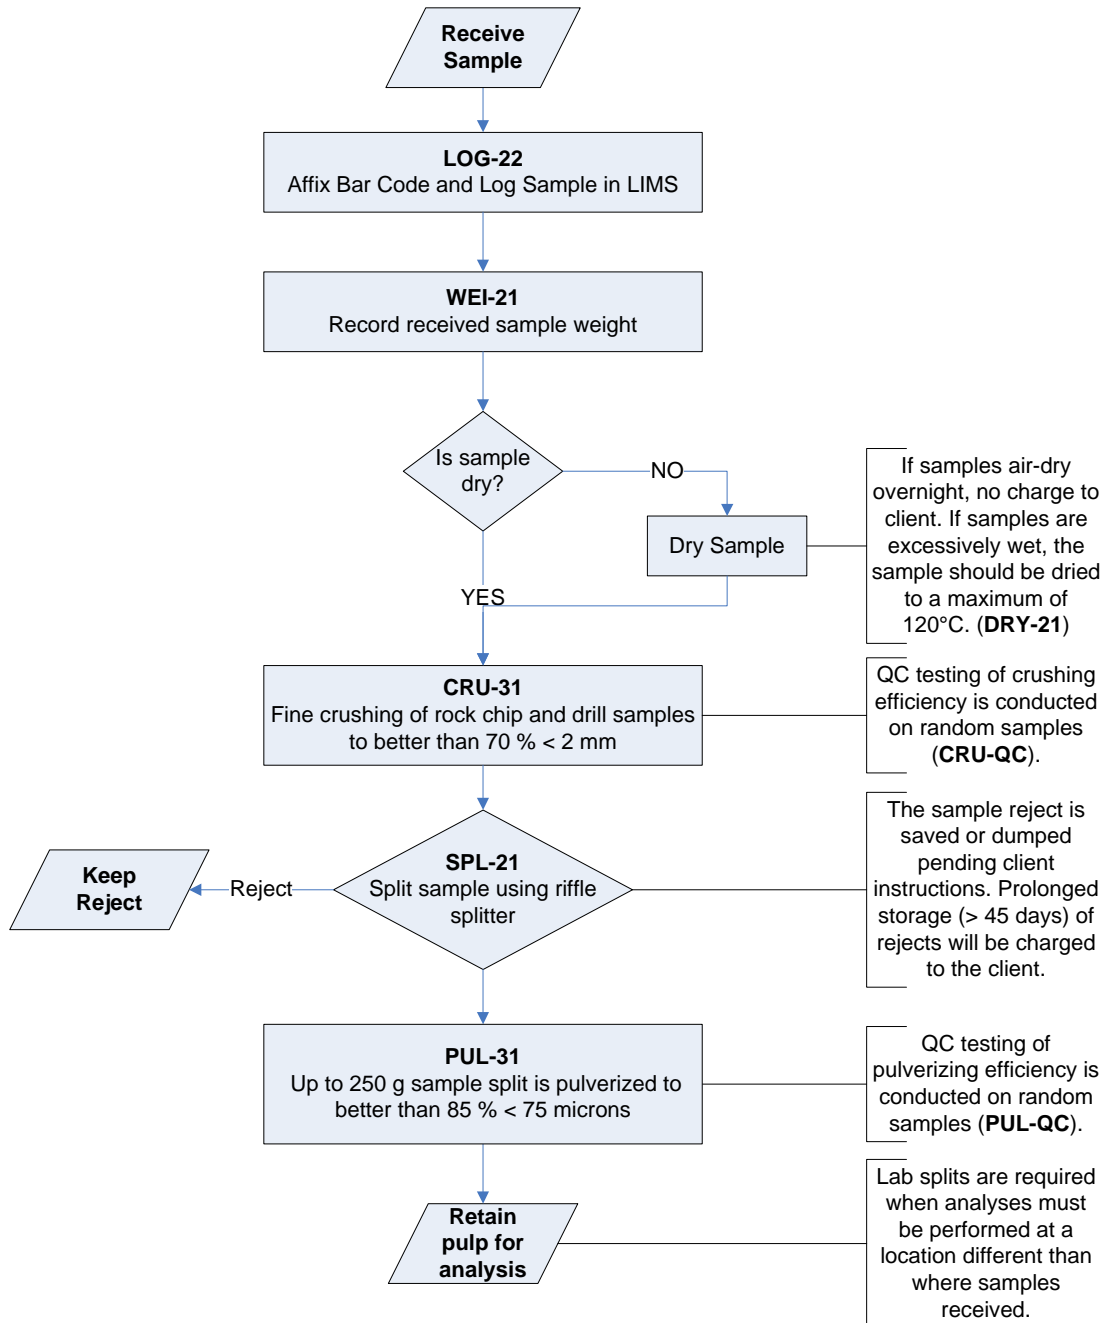 Receive
Sample
LOG-22
Affix Bar Code and Log Sample in LIMS
WEI-21
Record received sample weight
Is sample
dry?
NO
Dry Sample
If samples air-dry
overnight, no charge to
client. If samples are
excessively wet, the
sample should be dried
to a maximum of
120°C. (DRY-21)
YES
CRU-31
Fine crushing of rock chip and drill samples
to better than 70 % < 2 mm
QC testing of crushing
efficiency is conducted
on random samples
(CRU-QC).
SPL-21
Split sample using riffle
splitter
Reject
Keep
Reject
The sample reject is
saved or dumped
pending client
instructions. Prolonged
storage (> 45 days) of
rejects will be charged
to the client.
PUL-31
Up to 250 g sample split is pulverized to
better than 85 % < 75 microns
QC testing of
pulverizing efficiency is
conducted on random
samples (PUL-QC).
Retain
pulp for
analysis
Lab splits are required
when analyses must
be performed at a
location different than
where samples
received.